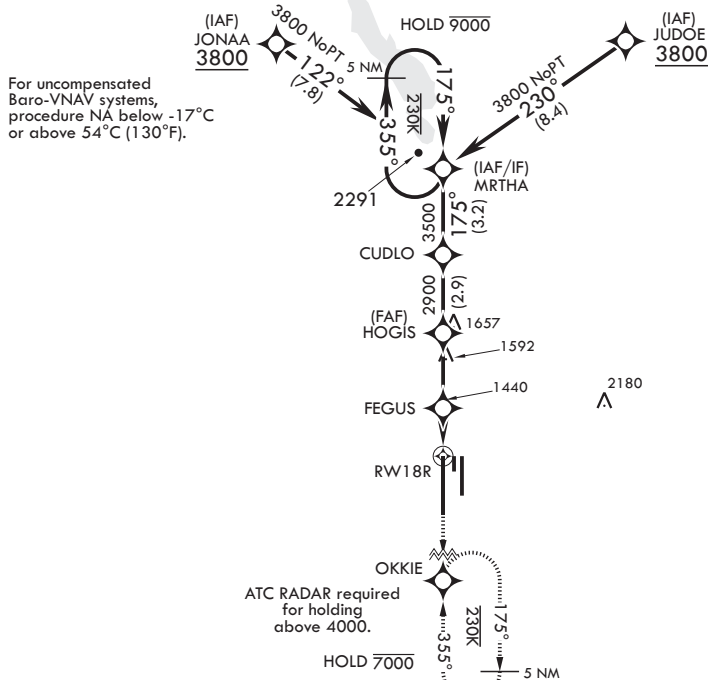 (IAF)
JONAA
3800
3800 NoPT
122°
(7.8)
HOLD 9000
5 NM
175°
230K
355°
(IAF)
JUDOE
3800
3800 NoPT
230°
(8.4)
For uncompensated
Baro-VNAV systems,
procedure NA below -17°C
or above 54°C (130°F).
2291
(IAF/IF)
MRTHA
3500
175°
(3.2)
CUDLO
2900
(2.9)
(FAF)
HOGIS
1657
1592
1440
FEGUS
2180
RW18R
OKKIE
ATC RADAR required
for holding
above 4000.
230K
175°
355°
HOLD 7000
5 NM